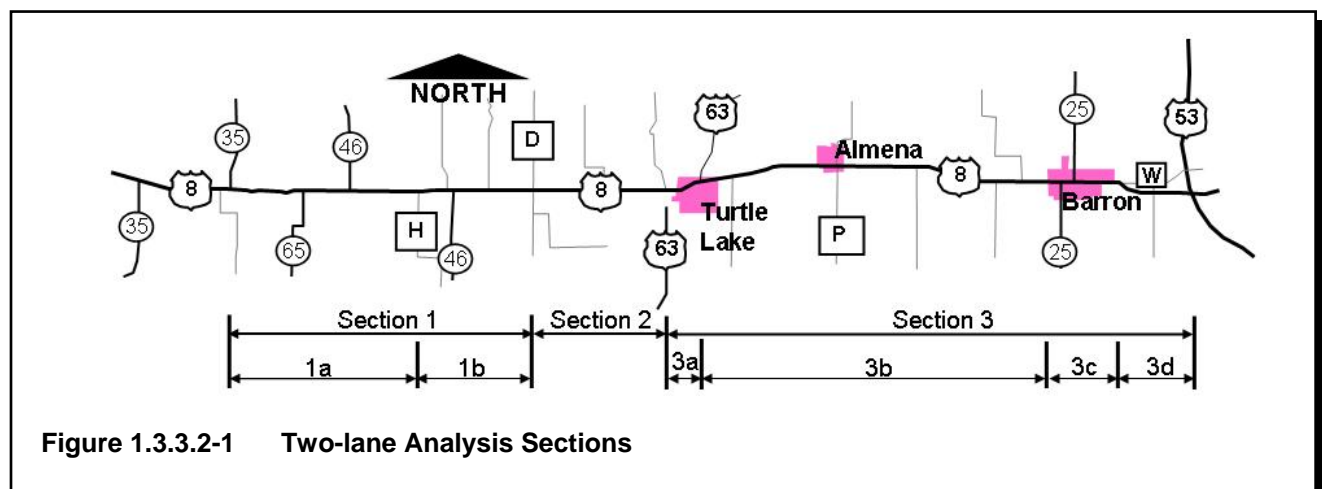 NORTH
63
53
35
46
D
25
Almena
8
8
8
W
Turtle
Lake
Barron
35
65
H
46
63
P
25
Section 1
Section 2
Section 3
1a
1b
3a
3b
3c
3d
Figure 1.3.3.2-1 Two-lane Analysis Sections